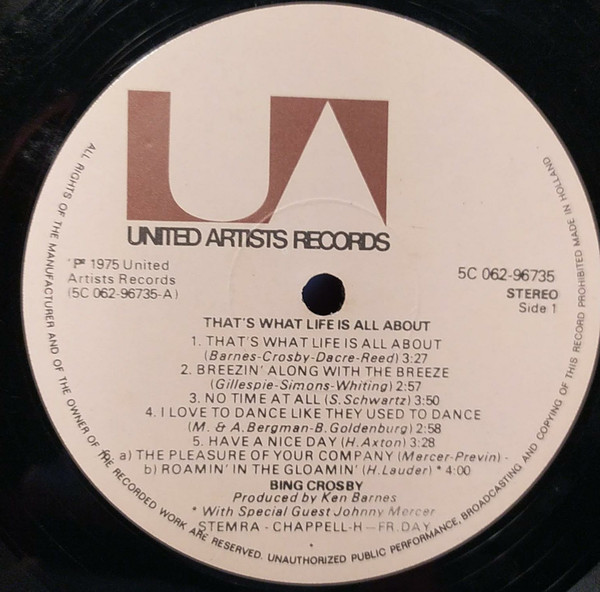 UA
UNITED ARTISTS RECORDS
℗ 1975 United
Artists Records
(5C 062-96735-A)
5C 062-96735
STEREO
Side 1
THAT'S WHAT LIFE IS ALL ABOUT
1. THAT'S WHAT LIFE IS ALL ABOUT
(Barnes-Crosby-Dacre-Reed) 3:27
2. BREEZIN' ALONG WITH THE BREEZE
(Gillespie-Simons-Whiting) 2:57
3. NO TIME AT ALL (S. Schwartz) 3:50
4. I LOVE TO DANCE LIKE THEY USED TO DANCE
(M. & A. Bergman-B. Goldenburg) 2:58
5. HAVE A NICE DAY (H. Axton) 3:28
a) THE PLEASURE OF YOUR COMPANY (Mercer-Previn) -
b) ROAMIN' IN THE GLOAMIN' (H. Lauder) * 4:00
BING CROSBY
Produced by Ken Barnes
* With Special Guest Johnny Mercer
STEMRA - CHAPPELL-H — FR. DAY
ALL RIGHTS OF THE MANUFACTURER AND OF THE OWNER OF THE RECORDED WORK ARE RESERVED. UNAUTHORIZED PUBLIC PERFORMANCE, BROADCASTING AND COPYING OF THIS RECORD PROHIBITED MADE IN HOLLAND